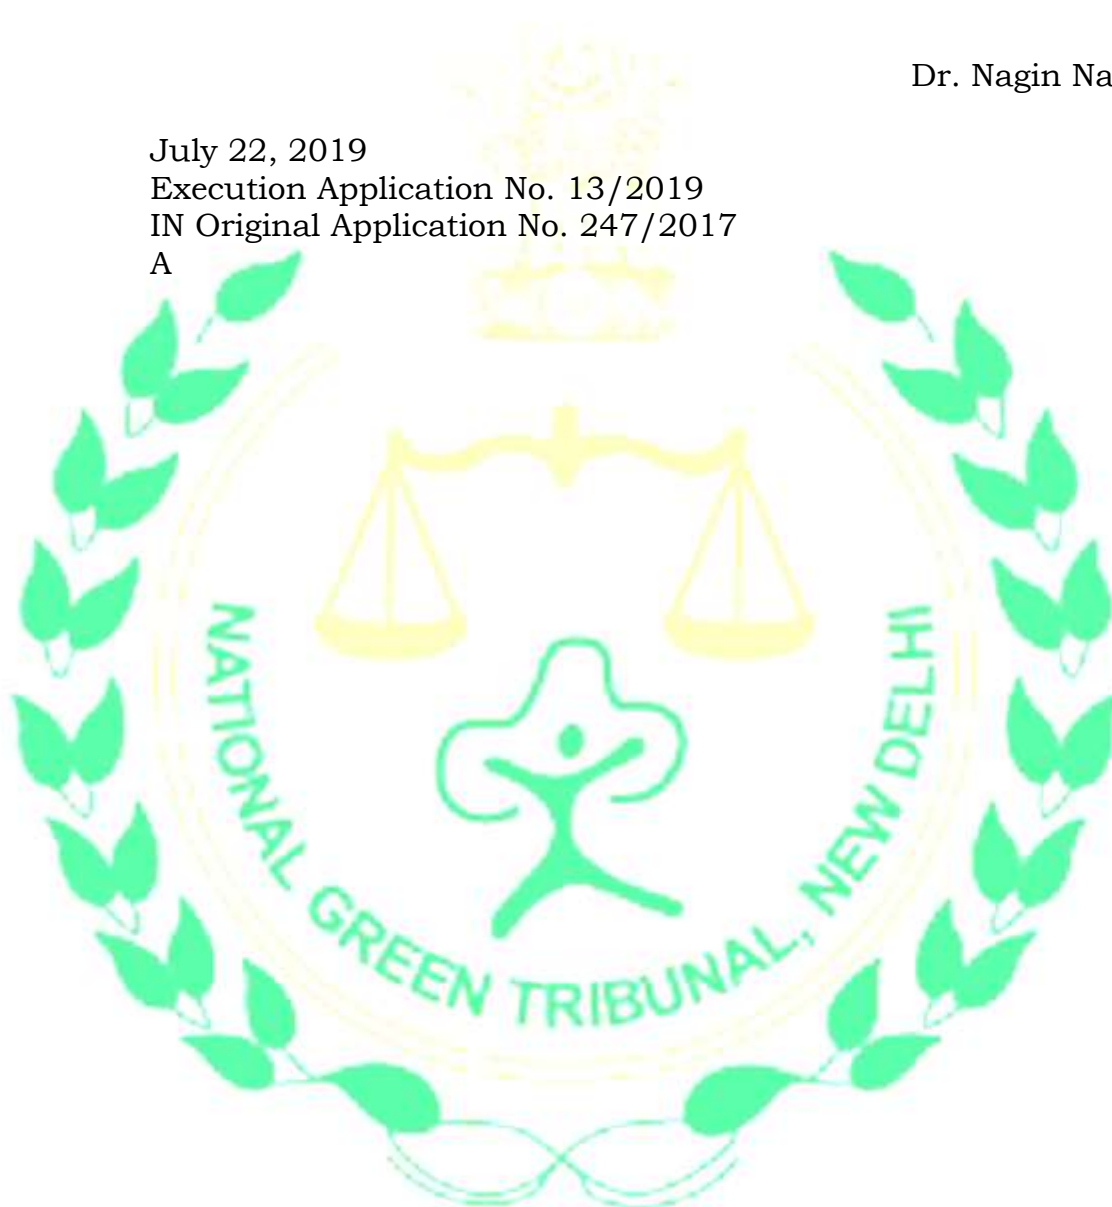 Dr. Nagin Na
July 22, 2019
Execution Application No. 13/2019
IN Original Application No. 247/2017
A
NATIONAL GREEN TRIBUNAL, NEW DELHI